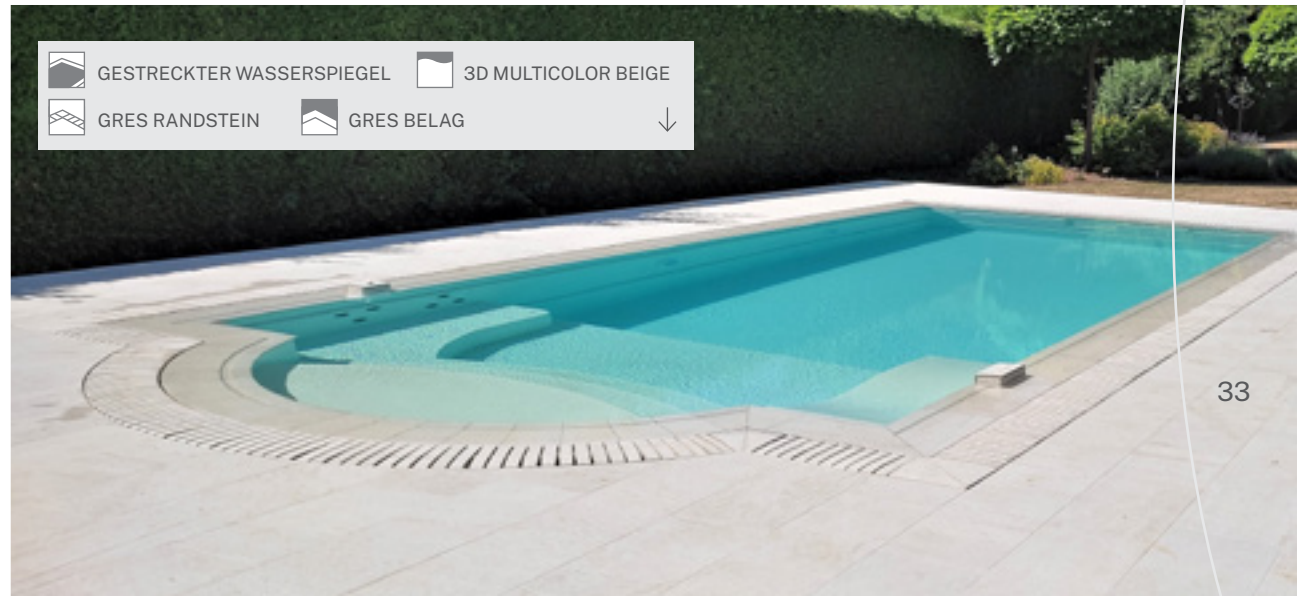 GESTRECKTER WASSERSPIEGEL 3D MULTICOLOR BEIGE
GRES RANDSTEIN GRES BELAG
33